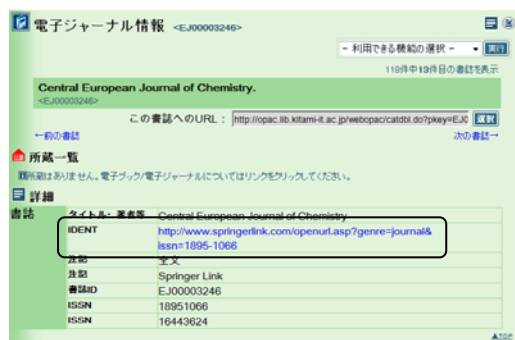 電子ジャーナル情報 <EJ00003246>
- 利用できる機能の選択 - 実行
118件中13件目の書誌を表示
Central European Journal of Chemistry.
<EJ00003246>
この書誌へのURL： http://opac.lib.kitami-it.ac.jp/webopac/catdbl.do?pkey=EJ0 選択
←前の書誌 次の書誌→
所蔵一覧
所蔵はありません。電子ブック/電子ジャーナルについてはリンクをクリックしてください。
詳細
書誌 タイトル・著者等 Central European Journal of Chemistry
IDENT http://www.springerlink.com/openurl.asp?genre=journal&
issn=1895-1066
注記 全文
注記 Springer Link
書誌ID EJ00003246
ISSN 18951066
ISSN 16443624
▲TOP